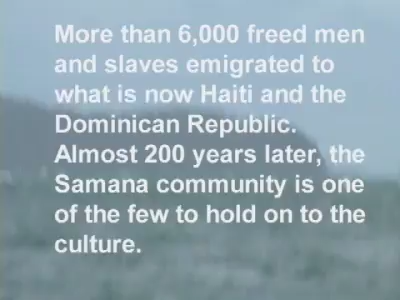 More than 6,000 freed men
and slaves emigrated to
what is now Haiti and the
Dominican Republic.
Almost 200 years later, the
Samana community is one
of the few to hold on to the
culture.